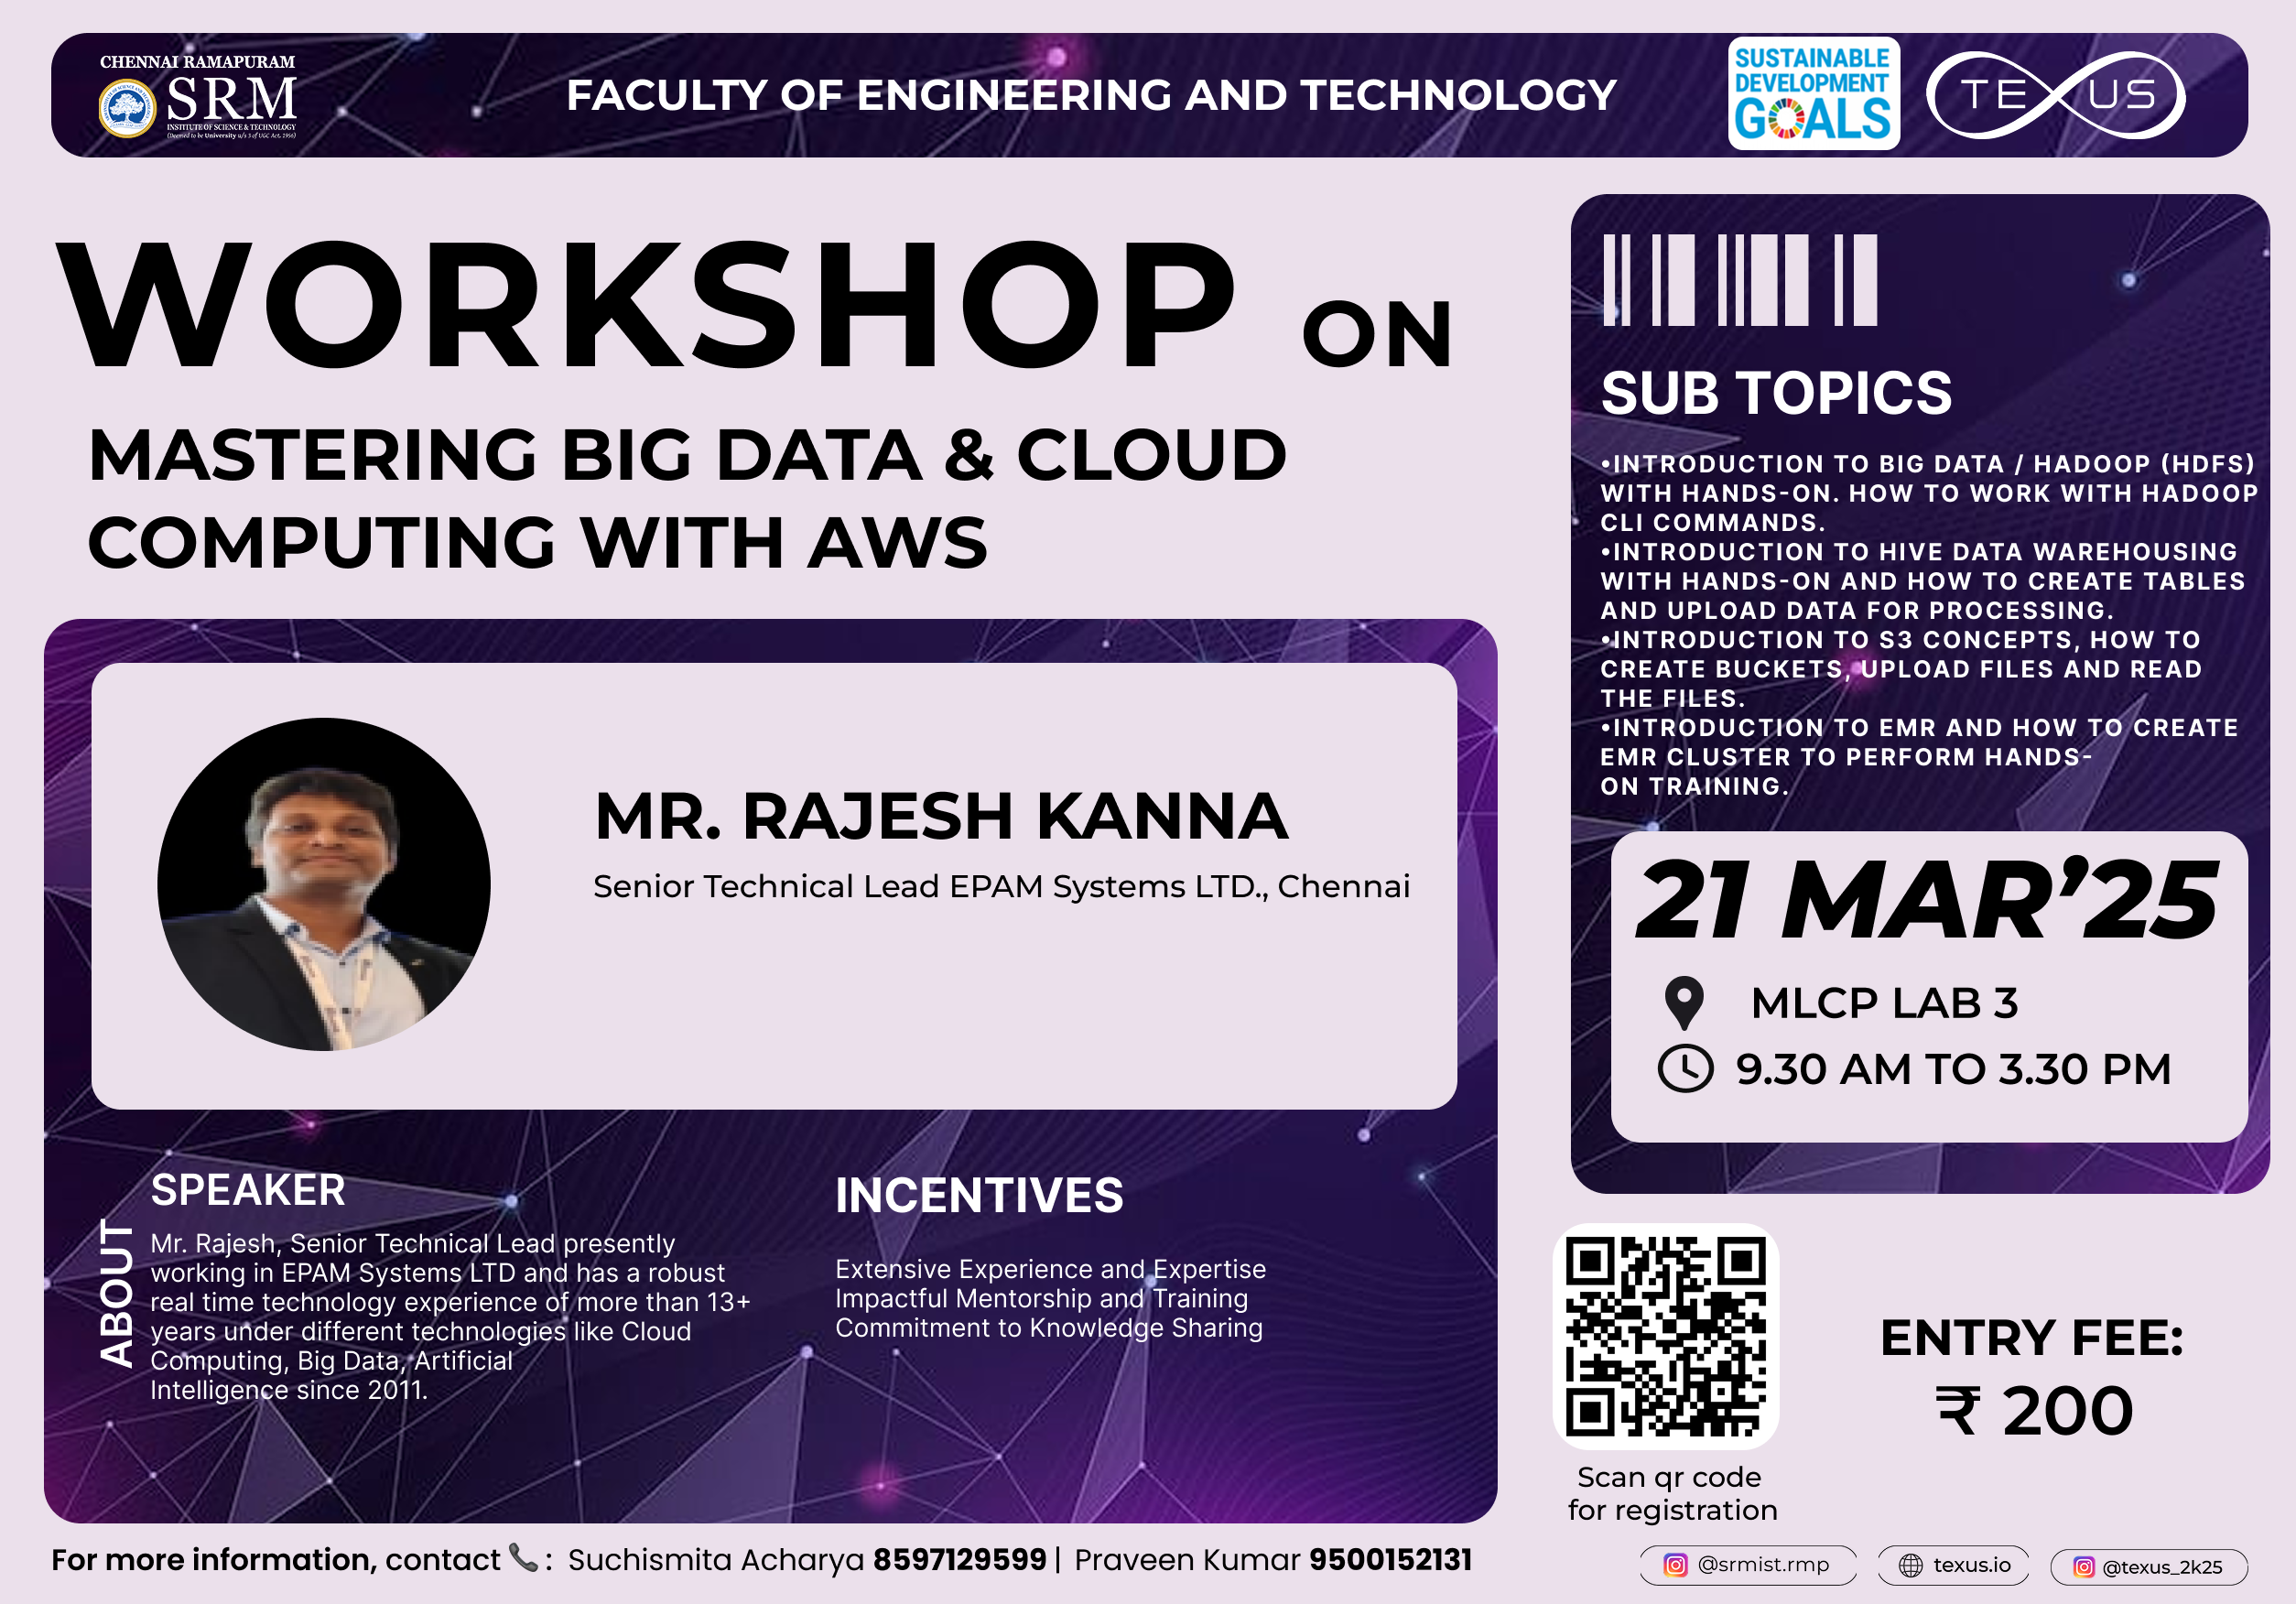 CHENNAI RAMAPURAM
SRM
INSTITUTE OF SCIENCE & TECHNOLOGY
(Deemed to be University u/s 3 of UGC Act, 1956)
FACULTY OF ENGINEERING AND TECHNOLOGY
SUSTAINABLE
DEVELOPMENT
GOALS
TEXUS
WORKSHOP ON
MASTERING BIG DATA & CLOUD
COMPUTING WITH AWS
MR. RAJESH KANNA
Senior Technical Lead EPAM Systems LTD., Chennai
ABOUT
SPEAKER
Mr. Rajesh, Senior Technical Lead presently
working in EPAM Systems LTD and has a robust
real time technology experience of more than 13+
years under different technologies like Cloud
Computing, Big Data, Artificial
Intelligence since 2011.
INCENTIVES
Extensive Experience and Expertise
Impactful Mentorship and Training
Commitment to Knowledge Sharing
SUB TOPICS
•INTRODUCTION TO BIG DATA / HADOOP (HDFS)
WITH HANDS-ON. HOW TO WORK WITH HADOOP
CLI COMMANDS.
•INTRODUCTION TO HIVE DATA WAREHOUSING
WITH HANDS-ON AND HOW TO CREATE TABLES
AND UPLOAD DATA FOR PROCESSING.
•INTRODUCTION TO S3 CONCEPTS, HOW TO
CREATE BUCKETS, UPLOAD FILES AND READ
THE FILES.
•INTRODUCTION TO EMR AND HOW TO CREATE
EMR CLUSTER TO PERFORM HANDS-
ON TRAINING.
21 MAR’25
MLCP LAB 3
9.30 AM TO 3.30 PM
Scan qr code
for registration
ENTRY FEE:
₹ 200
For more information, contact 📞 : Suchismita Acharya 8597129599 | Praveen Kumar 9500152131
@srmist.rmp
texus.io
@texus_2k25